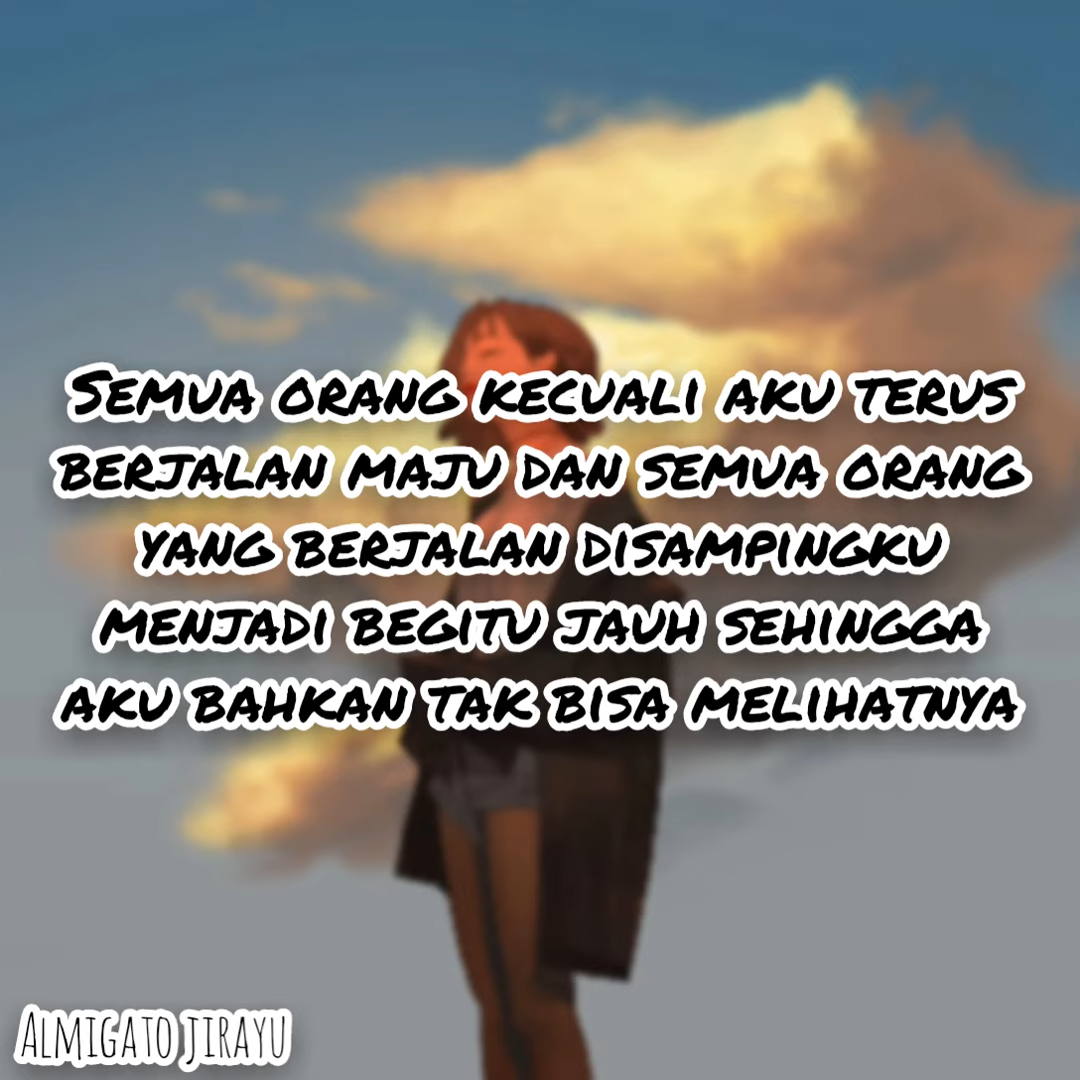 Semua orang kecuali aku terus
berjalan maju dan semua orang
yang berjalan disampingku
menjadi begitu jauh sehingga
aku bahkan tak bisa melihatnya
Almigato jirayu